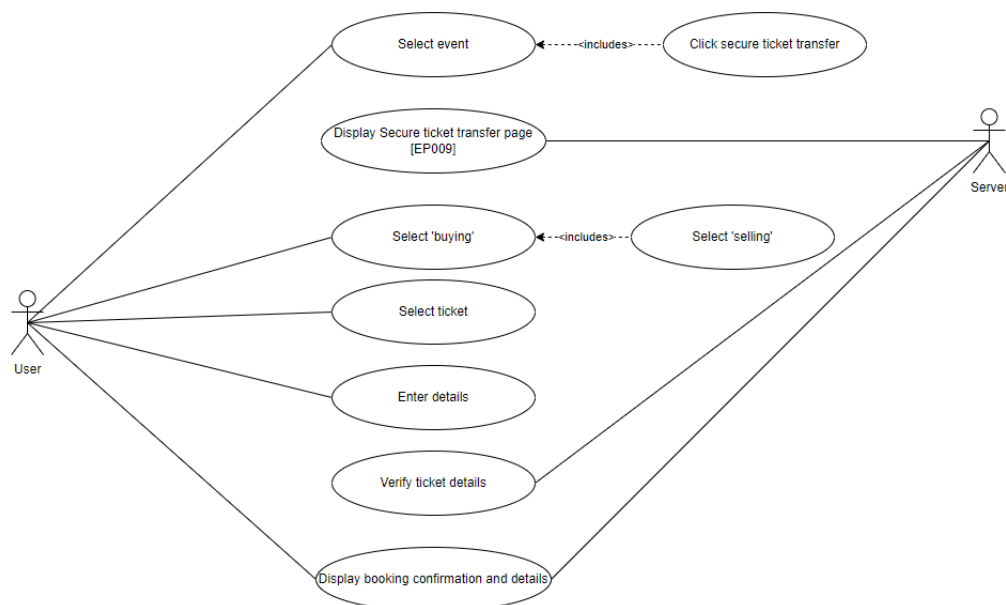 Select event
<includes>
Click secure ticket transfer
Display Secure ticket transfer page
[EP009]
Server
Select 'buying'
<includes>
Select 'selling'
Select ticket
User
Enter details
Verify ticket details
Display booking confirmation and details